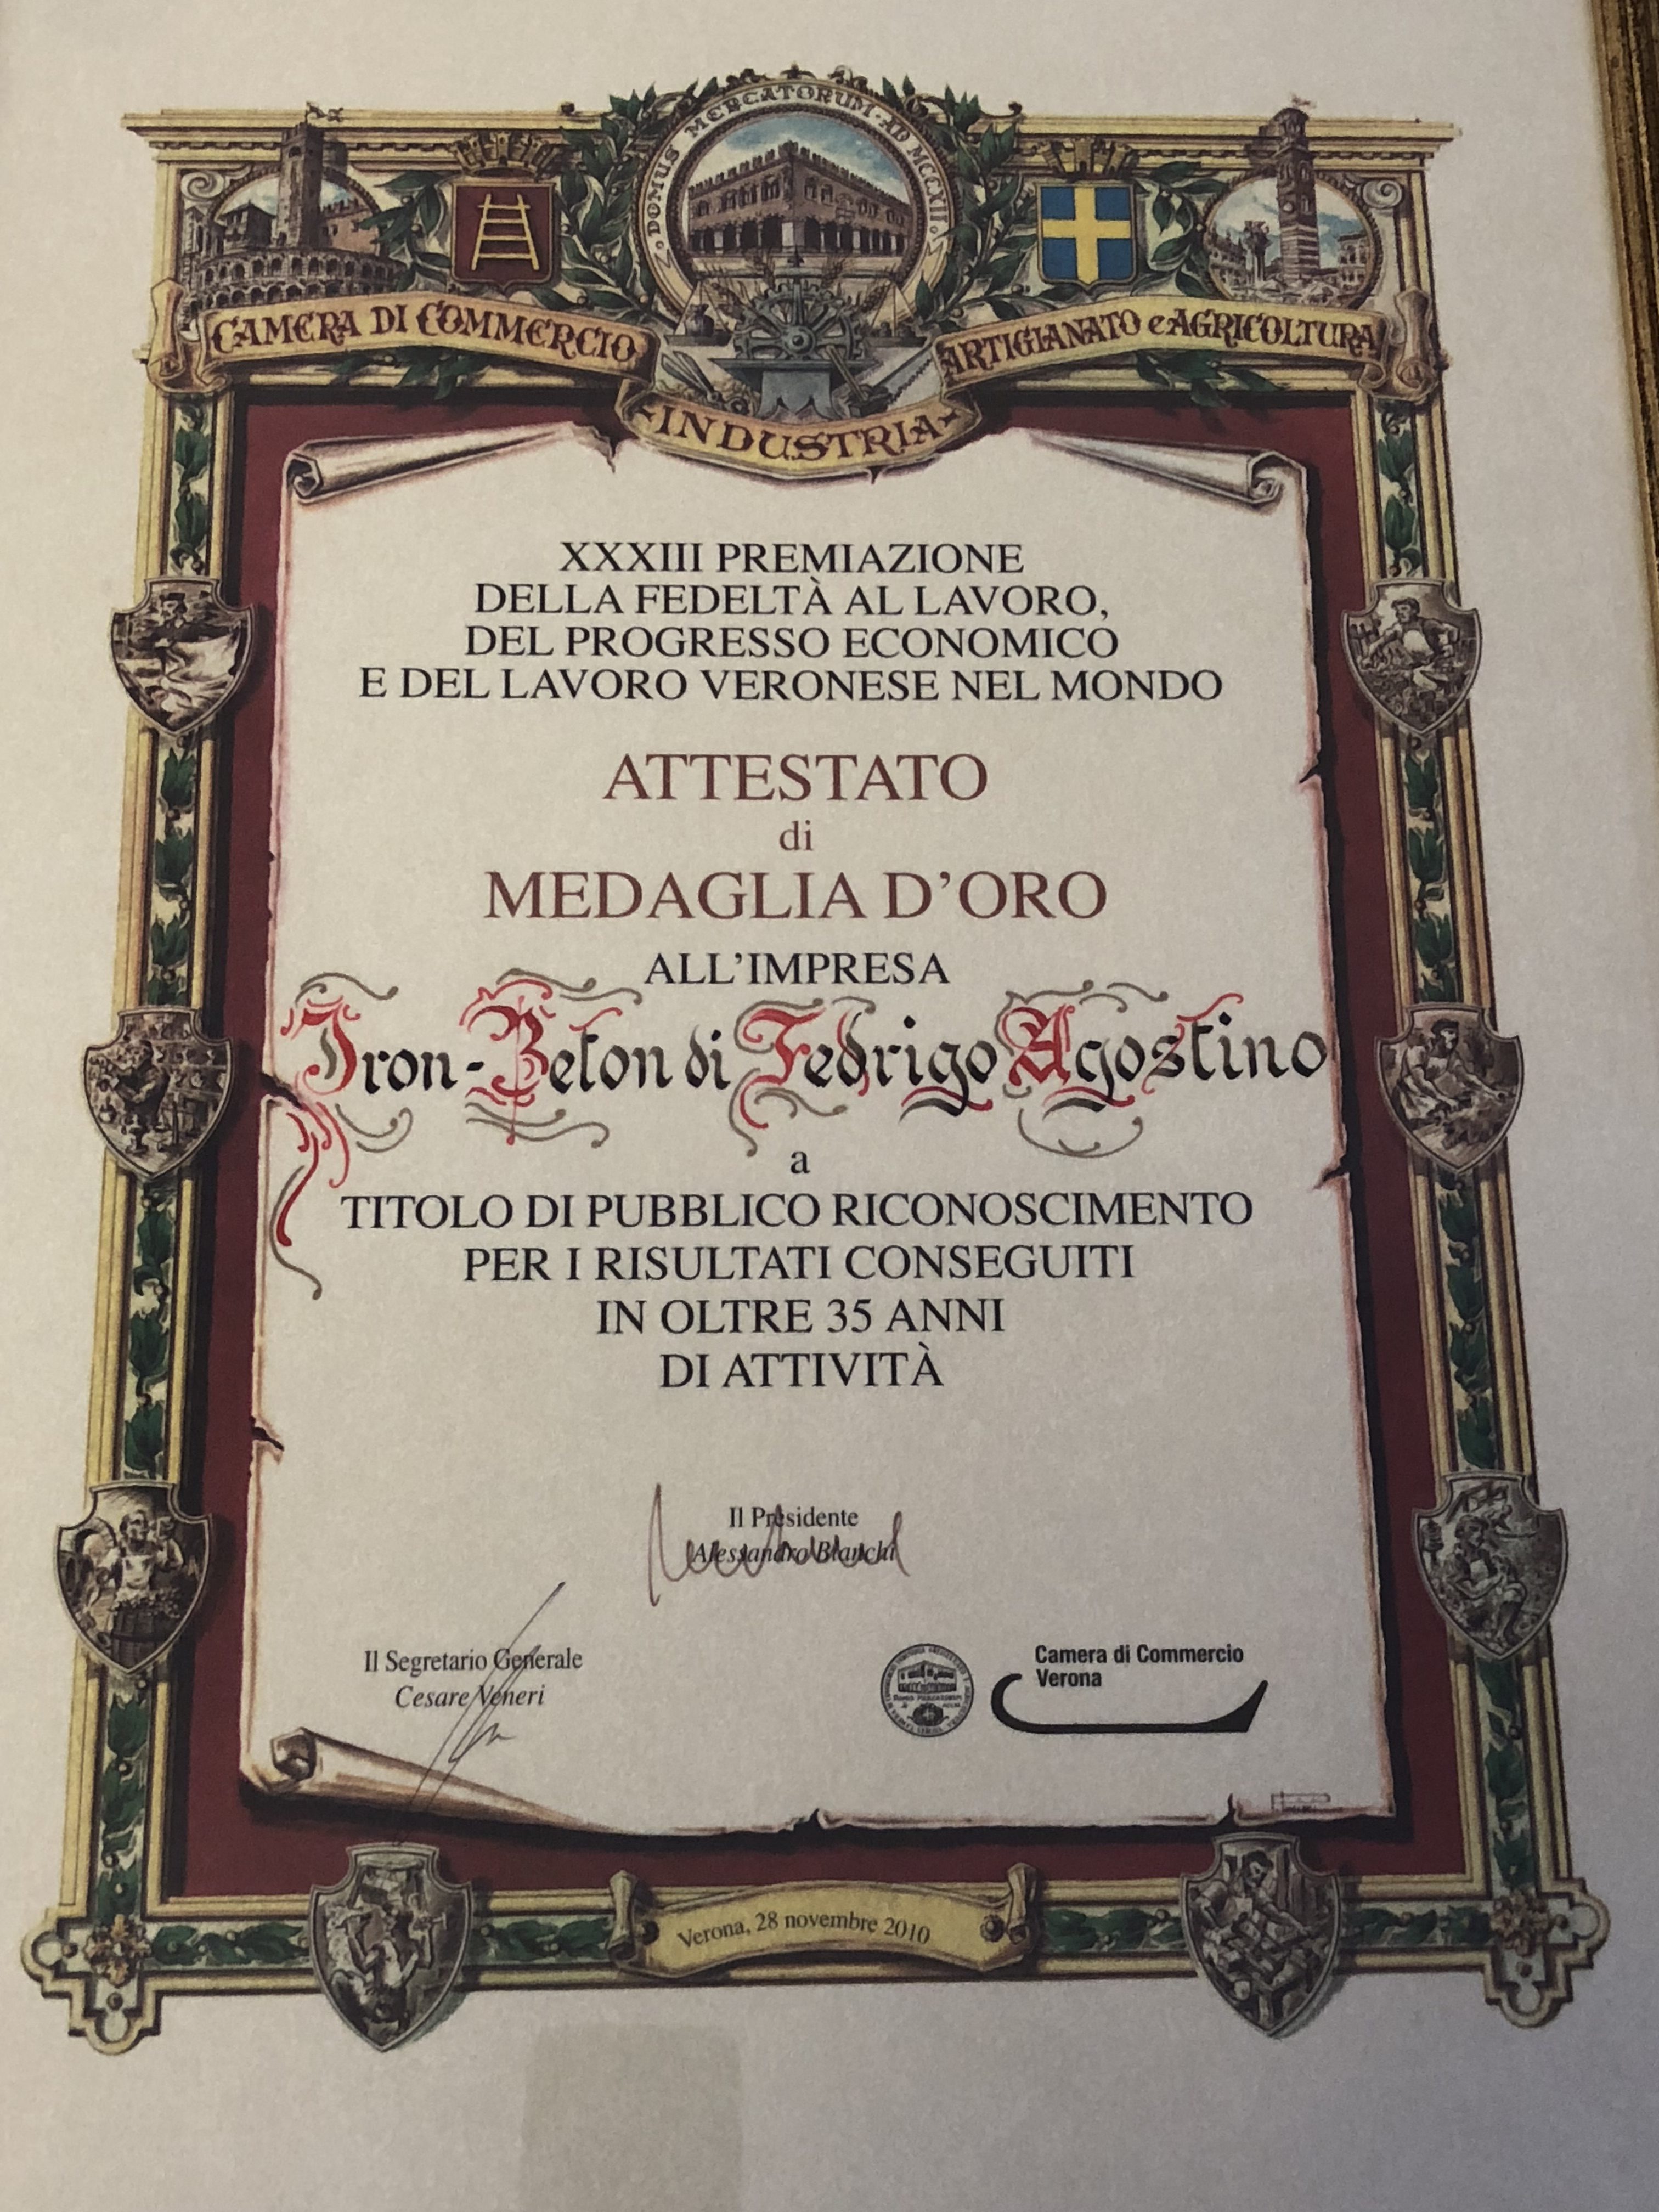 DOMUS MERCATORUM · AD MCCXII
CAMERA DI COMMERCIO
ARTIGIANATO e AGRICOLTURA
-INDUSTRIA-
XXXIII PREMIAZIONE
DELLA FEDELTÀ AL LAVORO,
DEL PROGRESSO ECONOMICO
E DEL LAVORO VERONESE NEL MONDO
ATTESTATO
di
MEDAGLIA D'ORO
ALL'IMPRESA
Iron-Beton di Fedrigo Agostino
a
TITOLO DI PUBBLICO RICONOSCIMENTO
PER I RISULTATI CONSEGUITI
IN OLTRE 35 ANNI
DI ATTIVITÀ
Il Presidente
Alessandro Bianchi
Il Segretario Generale
Cesare Veneri
Camera di Commercio
Verona
Verona, 28 novembre 2010